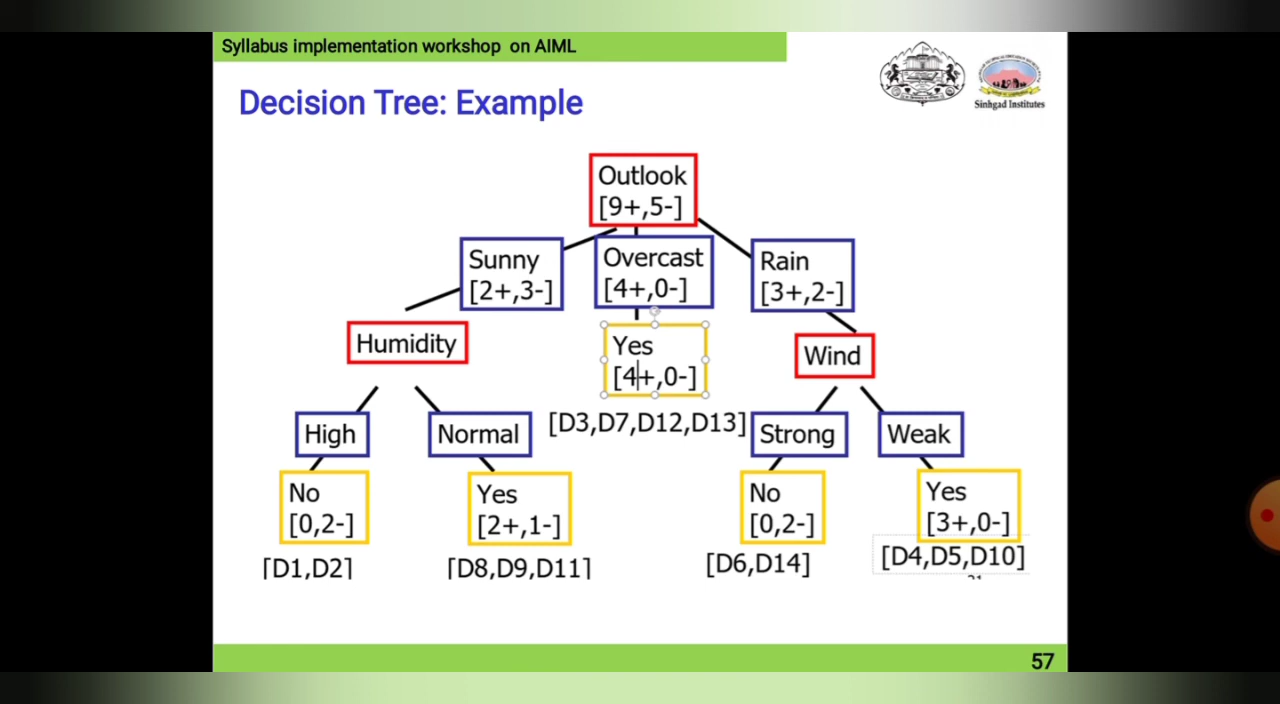 Syllabus implementation workshop on AIML
Sinhgad Institutes
Decision Tree: Example
Outlook
[9+,5-]
Sunny
[2+,3-]
Overcast
[4+,0-]
Rain
[3+,2-]
Humidity
Yes
[4+,0-]
Wind
[D3,D7,D12,D13]
High
Normal
Strong
Weak
No
[0,2-]
Yes
[2+,1-]
No
[0,2-]
Yes
[3+,0-]
[D1,D2]
[D8,D9,D11]
[D6,D14]
[D4,D5,D10]
57